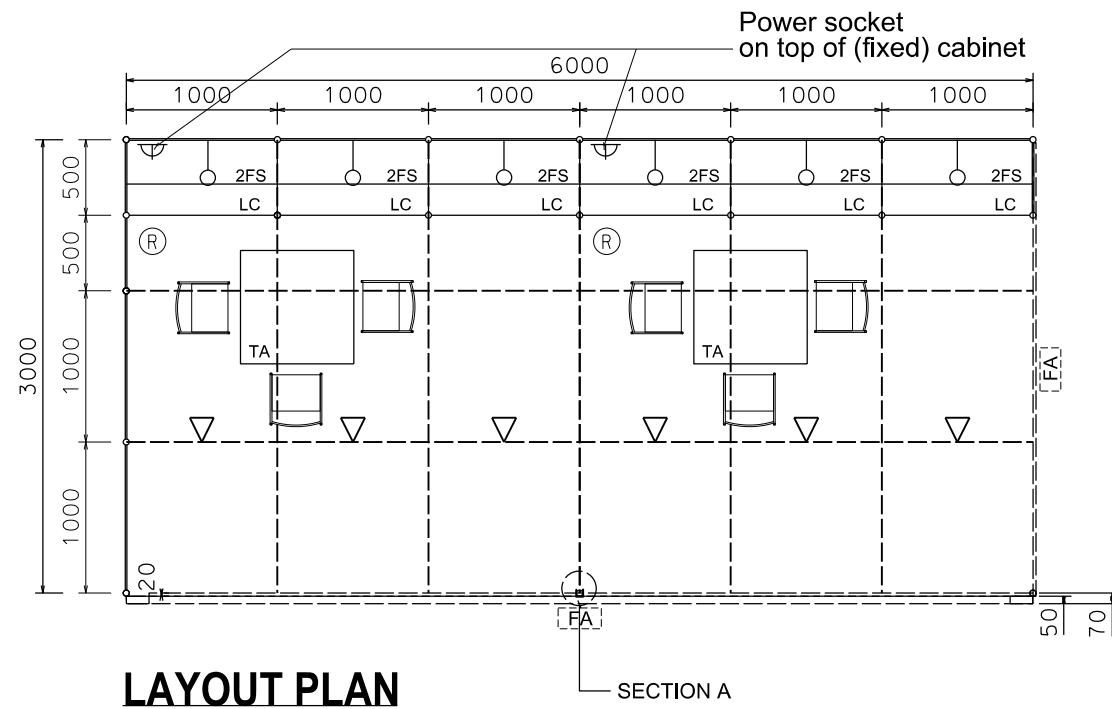 Power socket
on top of (fixed) cabinet
6000
1000 1000 1000 1000 1000 1000
500
2FS 2FS 2FS 2FS 2FS 2FS
LC LC LC LC LC LC
R R
500
3000
1000
TA TA
FA
1000
20
FA
50
70
SECTION A
LAYOUT PLAN